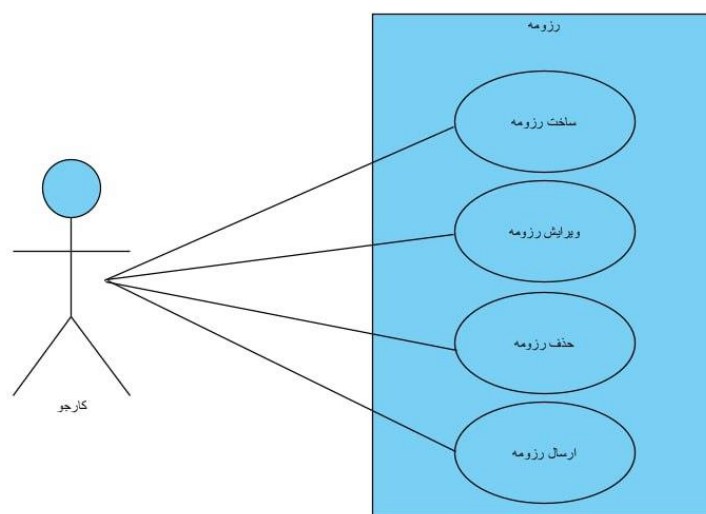 رزومه
ساخت رزومه
ویرایش رزومه
حذف رزومه
ارسال رزومه
کارجو